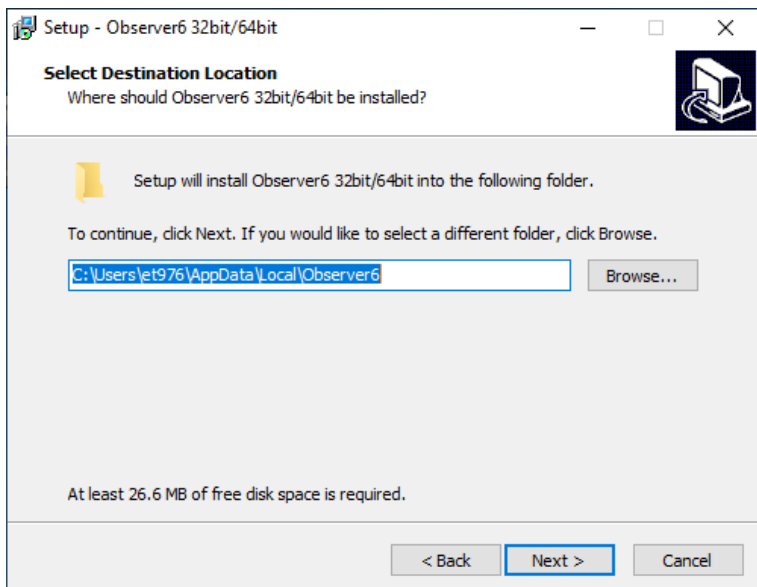 Setup - Observer6 32bit/64bit
Select Destination Location
Where should Observer6 32bit/64bit be installed?
Setup will install Observer6 32bit/64bit into the following folder.
To continue, click Next. If you would like to select a different folder, click Browse.
C:\Users\et976\AppData\Local\Observer6
Browse...
At least 26.6 MB of free disk space is required.
< Back
Next >
Cancel